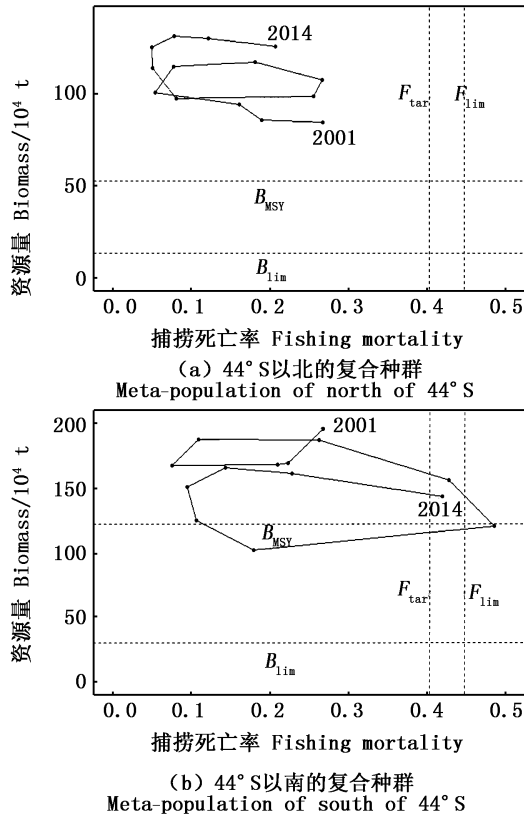 2014
100
F_tar F_lim
2001
50
B_MSY
B_lim
0
资源量 Biomass/10⁴ t
0.0 0.1 0.2 0.3 0.4 0.5
捕捞死亡率 Fishing mortality
(a) 44°S以北的复合种群
Meta-population of north of 44°S
200
2001
150
2014
B_MSY
100
F_tar F_lim
50
B_lim
0
资源量 Biomass/10⁴ t
0.0 0.1 0.2 0.3 0.4 0.5
捕捞死亡率 Fishing mortality
(b) 44°S以南的复合种群
Meta-population of south of 44°S